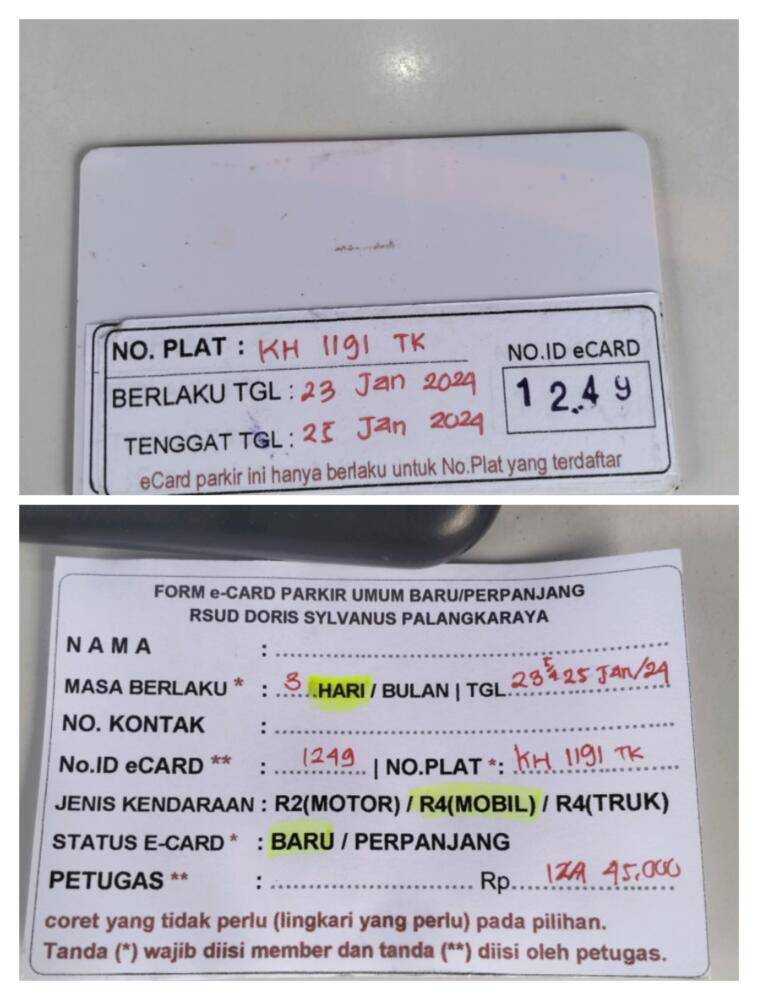 NO. PLAT : KH 1191 TK
BERLAKU TGL : 23 Jan 2024
TENGGAT TGL : 25 Jan 2024
NO.ID eCARD
1249
eCard parkir ini hanya berlaku untuk No.Plat yang terdaftar
FORM e-CARD PARKIR UMUM BARU/PERPANJANG
RSUD DORIS SYLVANUS PALANGKARAYA
NAMA :
MASA BERLAKU * : 3 HARI / BULAN | TGL. 23 25 JAN/24
NO. KONTAK :
No.ID eCARD ** : 1249 | NO.PLAT *: KH 1191 TK
JENIS KENDARAAN : R2(MOTOR) / R4(MOBIL) / R4(TRUK)
STATUS E-CARD * : BARU / PERPANJANG
PETUGAS ** : Rp. 45.000
coret yang tidak perlu (lingkari yang perlu) pada pilihan.
Tanda (*) wajib diisi member dan tanda (**) diisi oleh petugas.